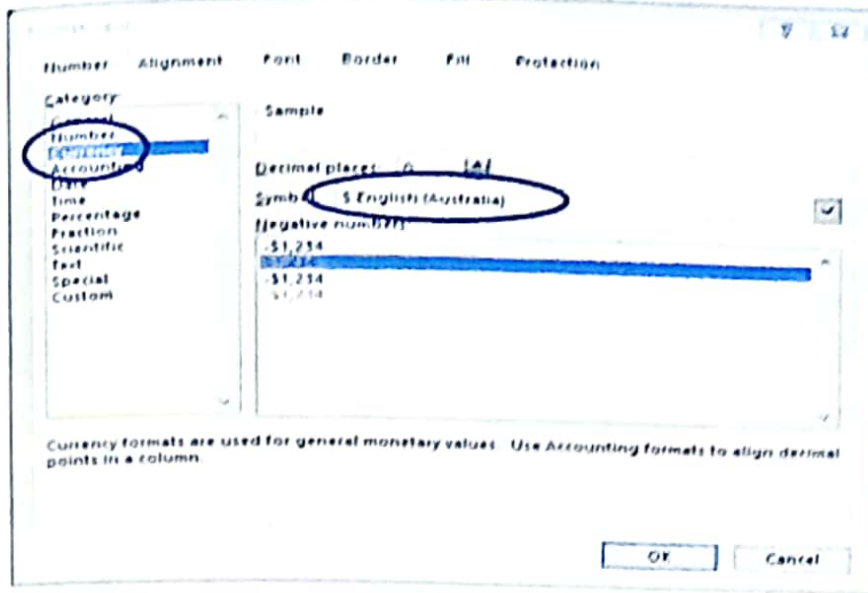 Number Alignment Font Border Fill Protection
Category:
General
Number
Currency
Accounting
Date
Time
Percentage
Fraction
Scientific
Text
Special
Custom
Sample
Decimal places: 0
Symbol: $ English (Australia)
Negative numbers:
-$1,234
$1,234
-$1,234
-$1,234
Currency formats are used for general monetary values. Use Accounting formats to align decimal
points in a column.
OK Cancel